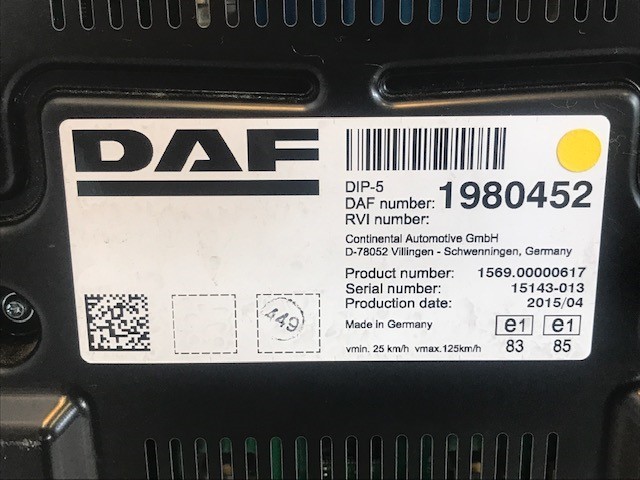 DAF
DIP-5
DAF number: 1980452
RVI number:
Continental Automotive GmbH
D-78052 Villingen - Schwenningen, Germany
Product number: 1569.00000617
Serial number: 15143-013
Production date: 2015/04
Made in Germany e1 e1
vmin. 25 km/h vmax.125km/h 83 85
449